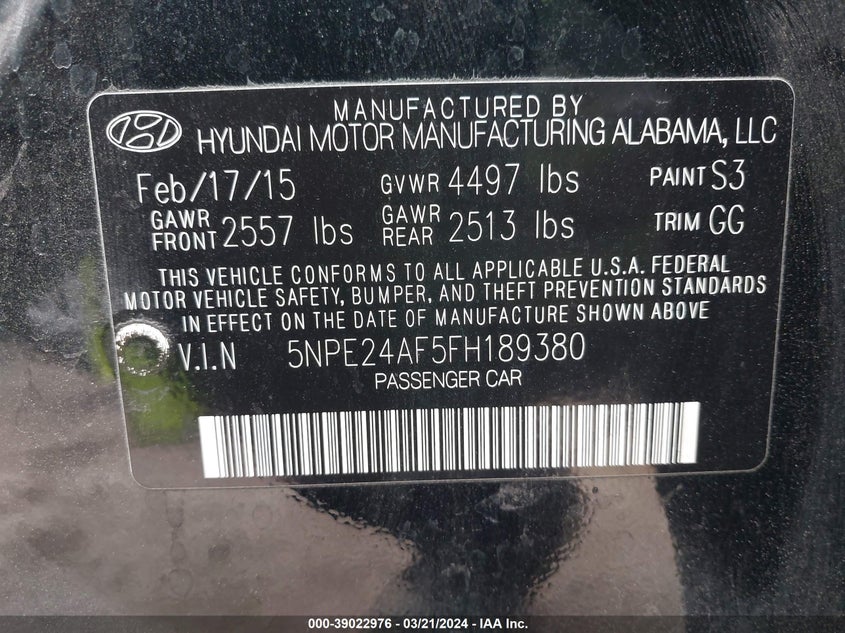 MANUFACTURED BY
HYUNDAI MOTOR MANUFACTURING ALABAMA, LLC
Feb/17/15 GVWR 4497 lbs PAINT S3
GAWR FRONT 2557 lbs GAWR REAR 2513 lbs TRIM GG
THIS VEHICLE CONFORMS TO ALL APPLICABLE U.S.A. FEDERAL
MOTOR VEHICLE SAFETY, BUMPER, AND THEFT PREVENTION STANDARDS
IN EFFECT ON THE DATE OF MANUFACTURE SHOWN ABOVE
V.I.N 5NPE24AF5FH189380
PASSENGER CAR
000-39022976 - 03/21/2024 - IAA Inc.